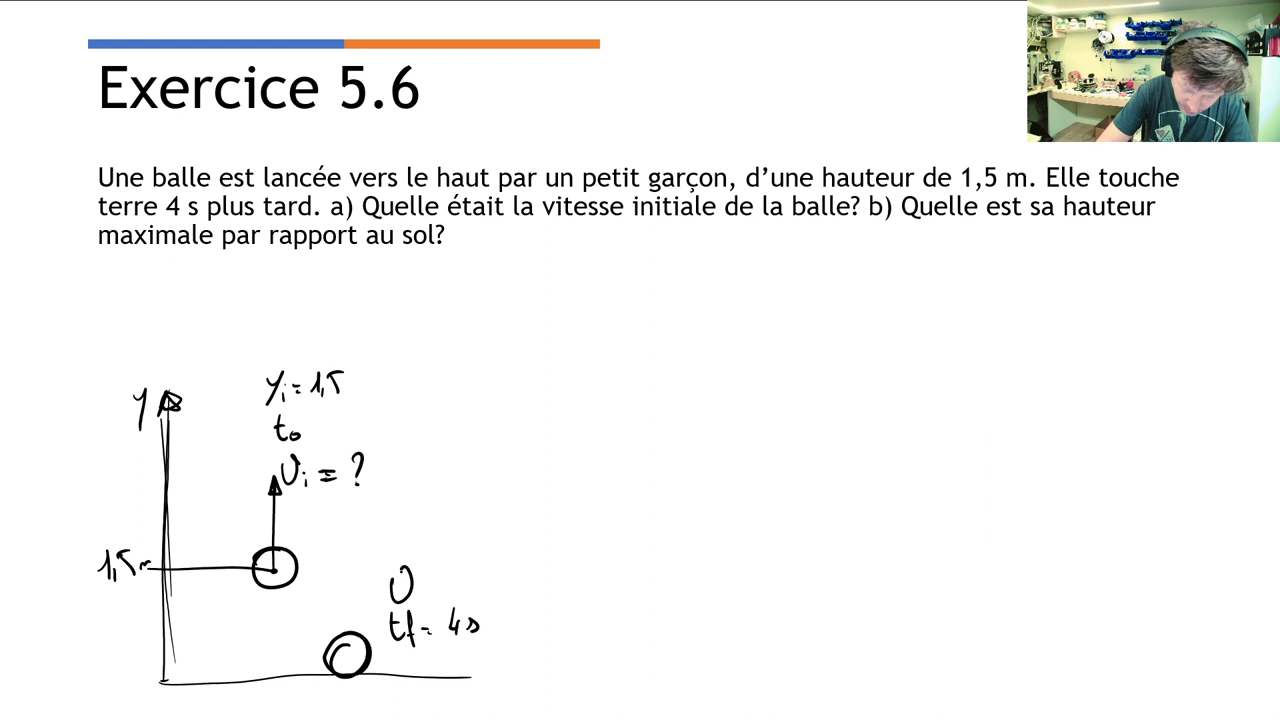 Exercice 5.6
Une balle est lancée vers le haut par un petit garçon, d’une hauteur de 1,5 m. Elle touche
terre 4 s plus tard. a) Quelle était la vitesse initiale de la balle? b) Quelle est sa hauteur
maximale par rapport au sol?
y
yi = 1,5
t0
vi = ?
1,5m
0
tf = 4s